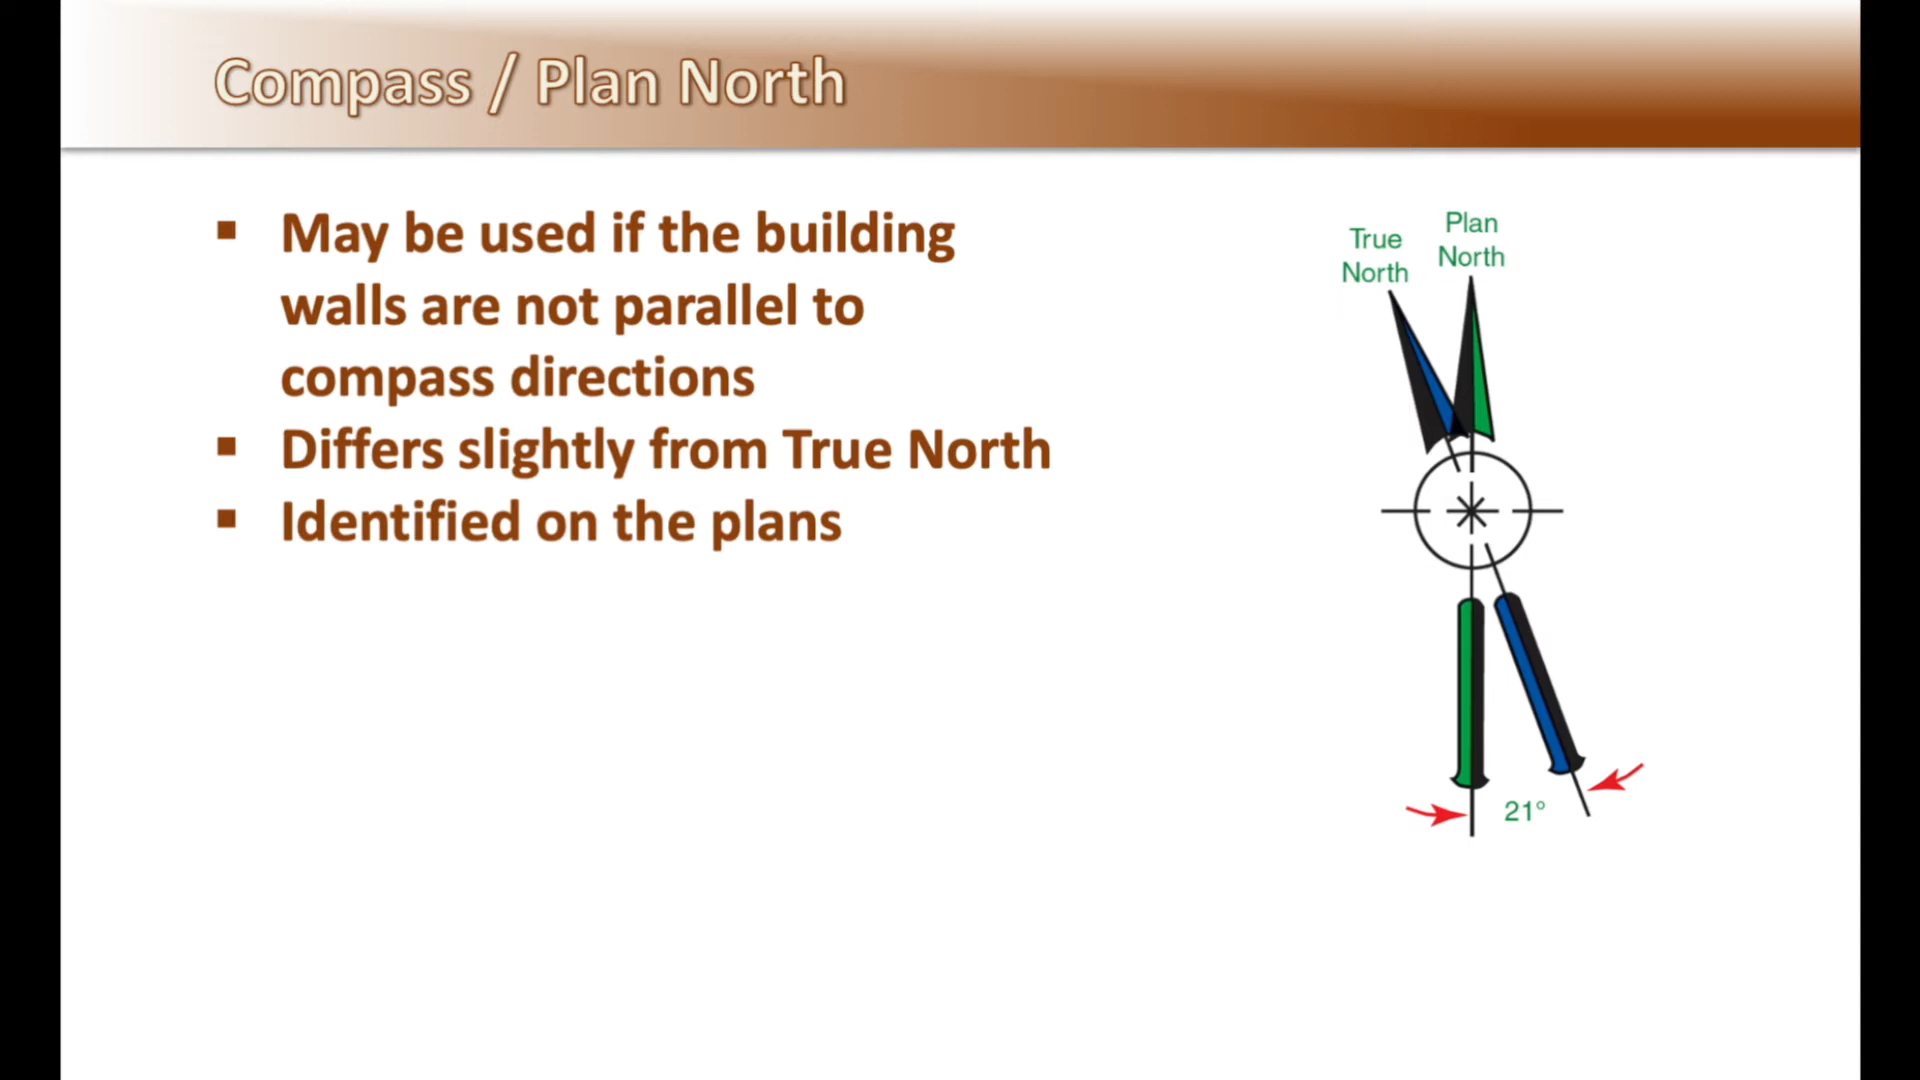 Compass / Plan North
▪ May be used if the building
walls are not parallel to
compass directions
▪ Differs slightly from True North
▪ Identified on the plans
True
North
Plan
North
21°